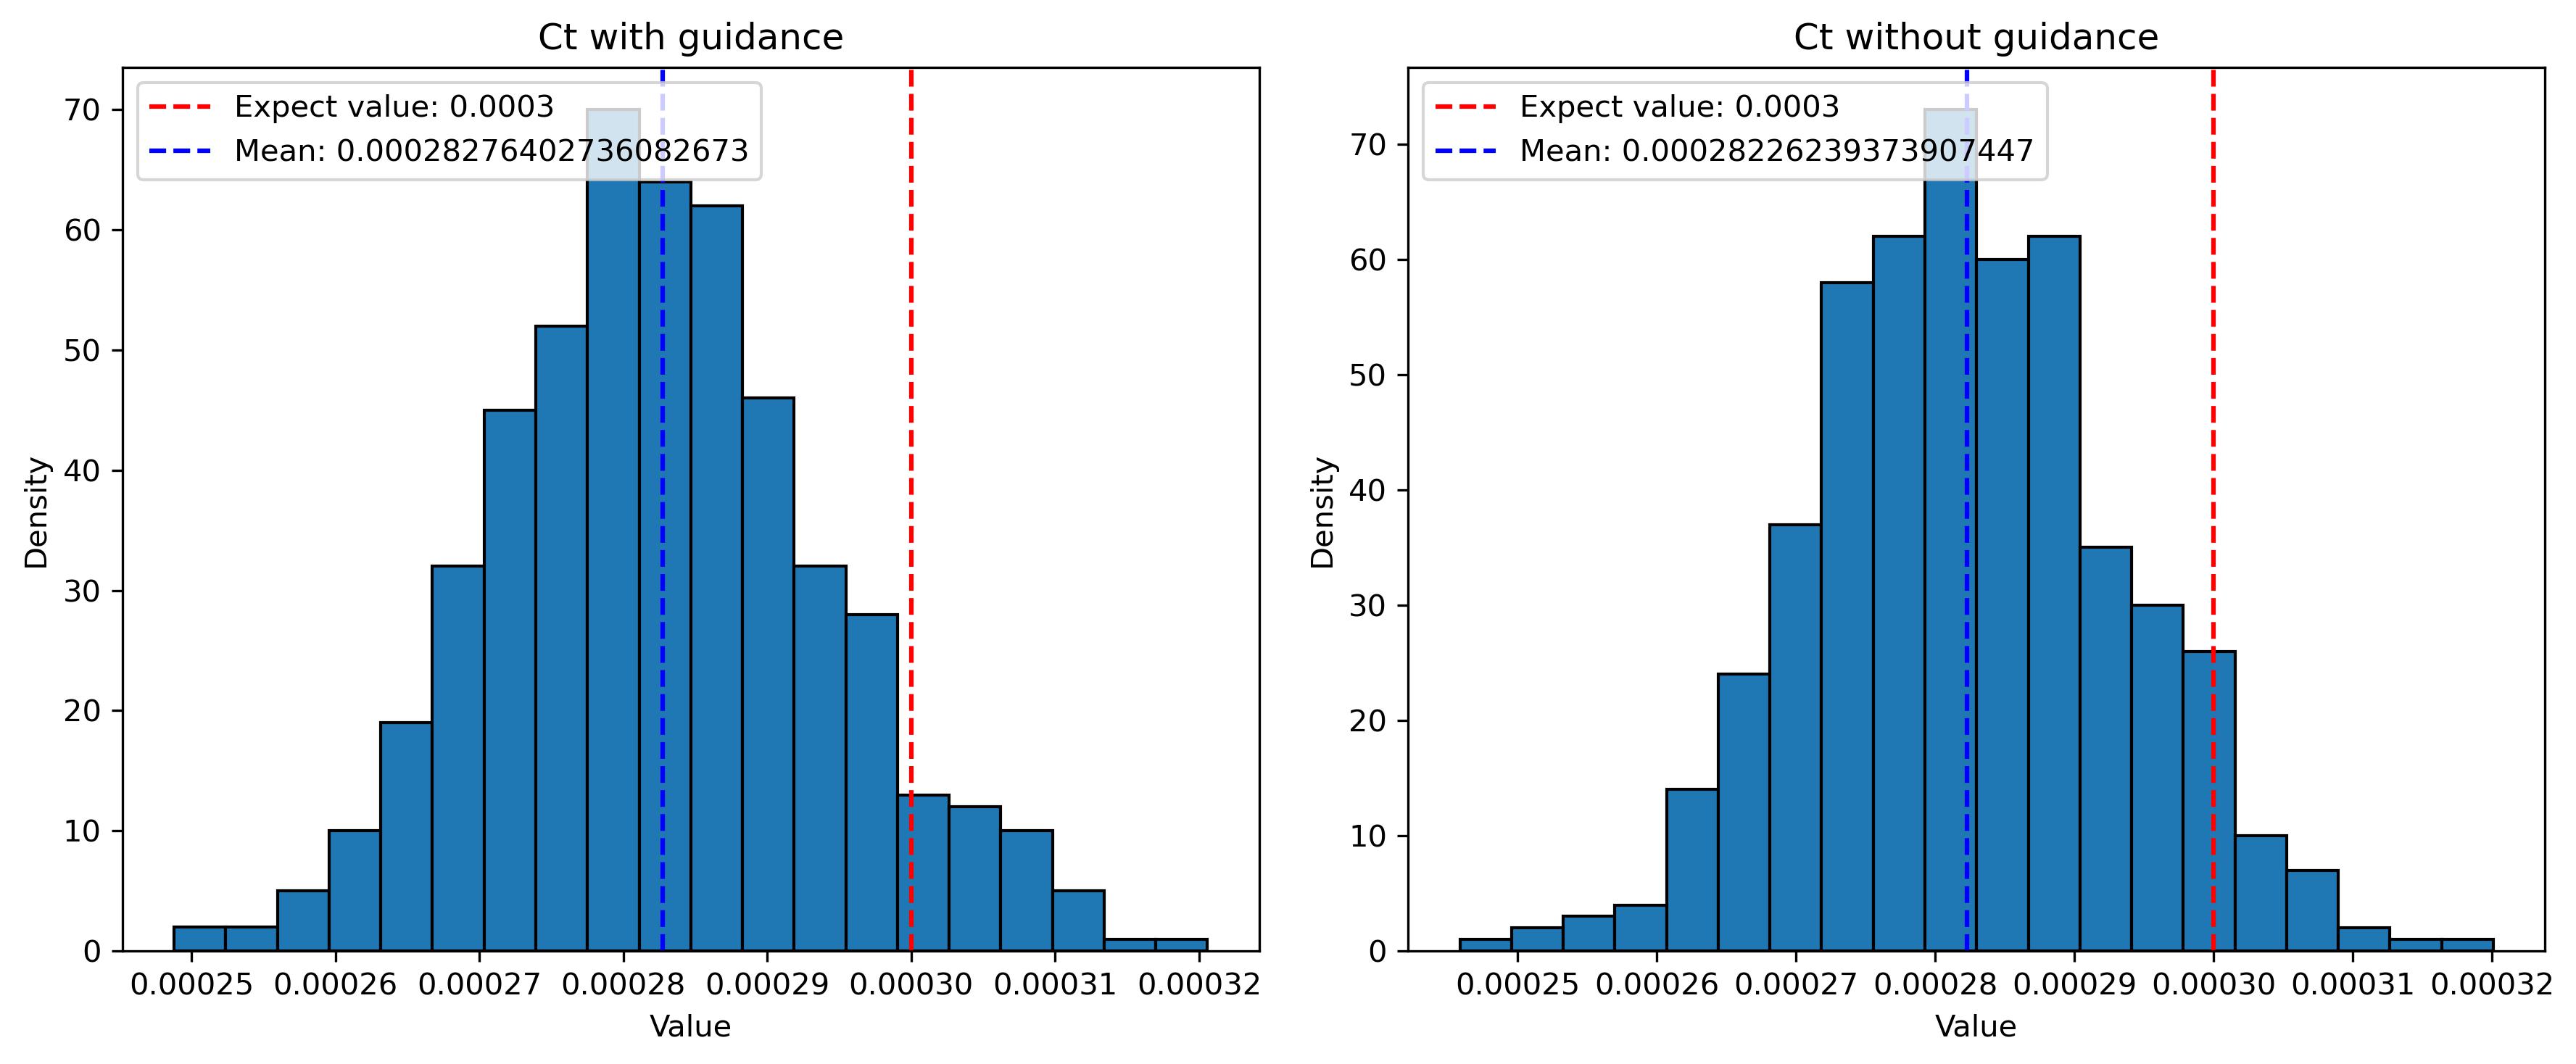 Ct with guidance
Expect value: 0.0003
Mean: 0.00028276402736082673
70
60
50
40
30
20
10
0
Density
0.00025 0.00026 0.00027 0.00028 0.00029 0.00030 0.00031 0.00032
Value
Ct without guidance
Expect value: 0.0003
Mean: 0.00028226239373907447
70
60
50
40
30
20
10
0
Density
0.00025 0.00026 0.00027 0.00028 0.00029 0.00030 0.00031 0.00032
Value